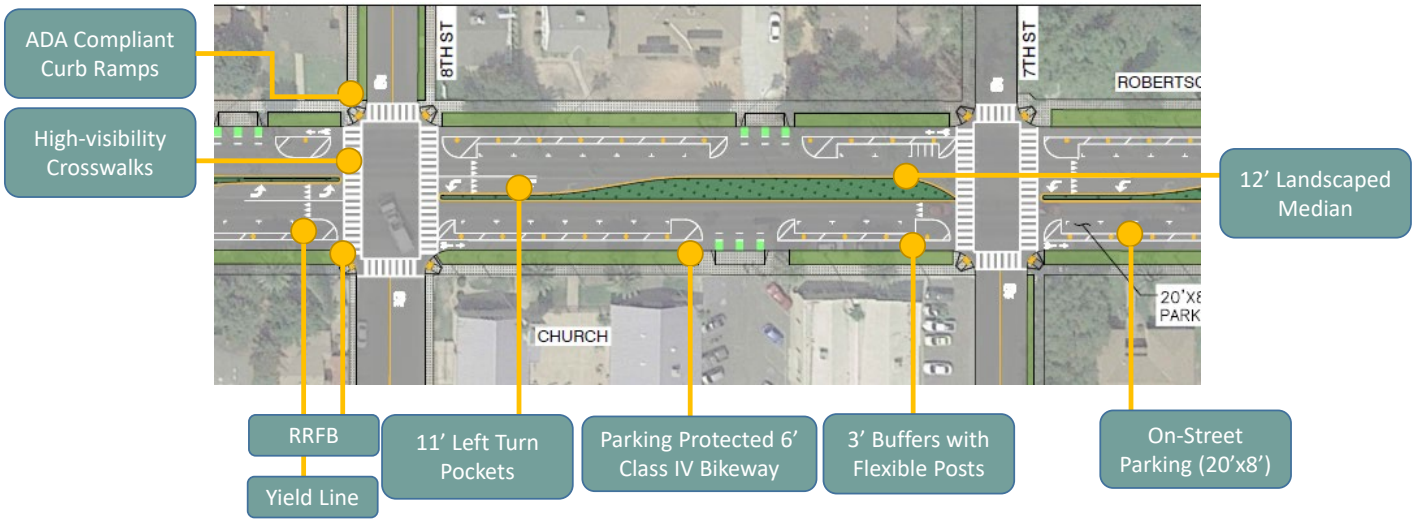 ADA Compliant
Curb Ramps
High-visibility
Crosswalks
8TH ST
7TH ST
ROBERTSO
12’ Landscaped
Median
20'X8
PARK
CHURCH
RRFB
Yield Line
11’ Left Turn
Pockets
Parking Protected 6’
Class IV Bikeway
3’ Buffers with
Flexible Posts
On-Street
Parking (20’x8’)